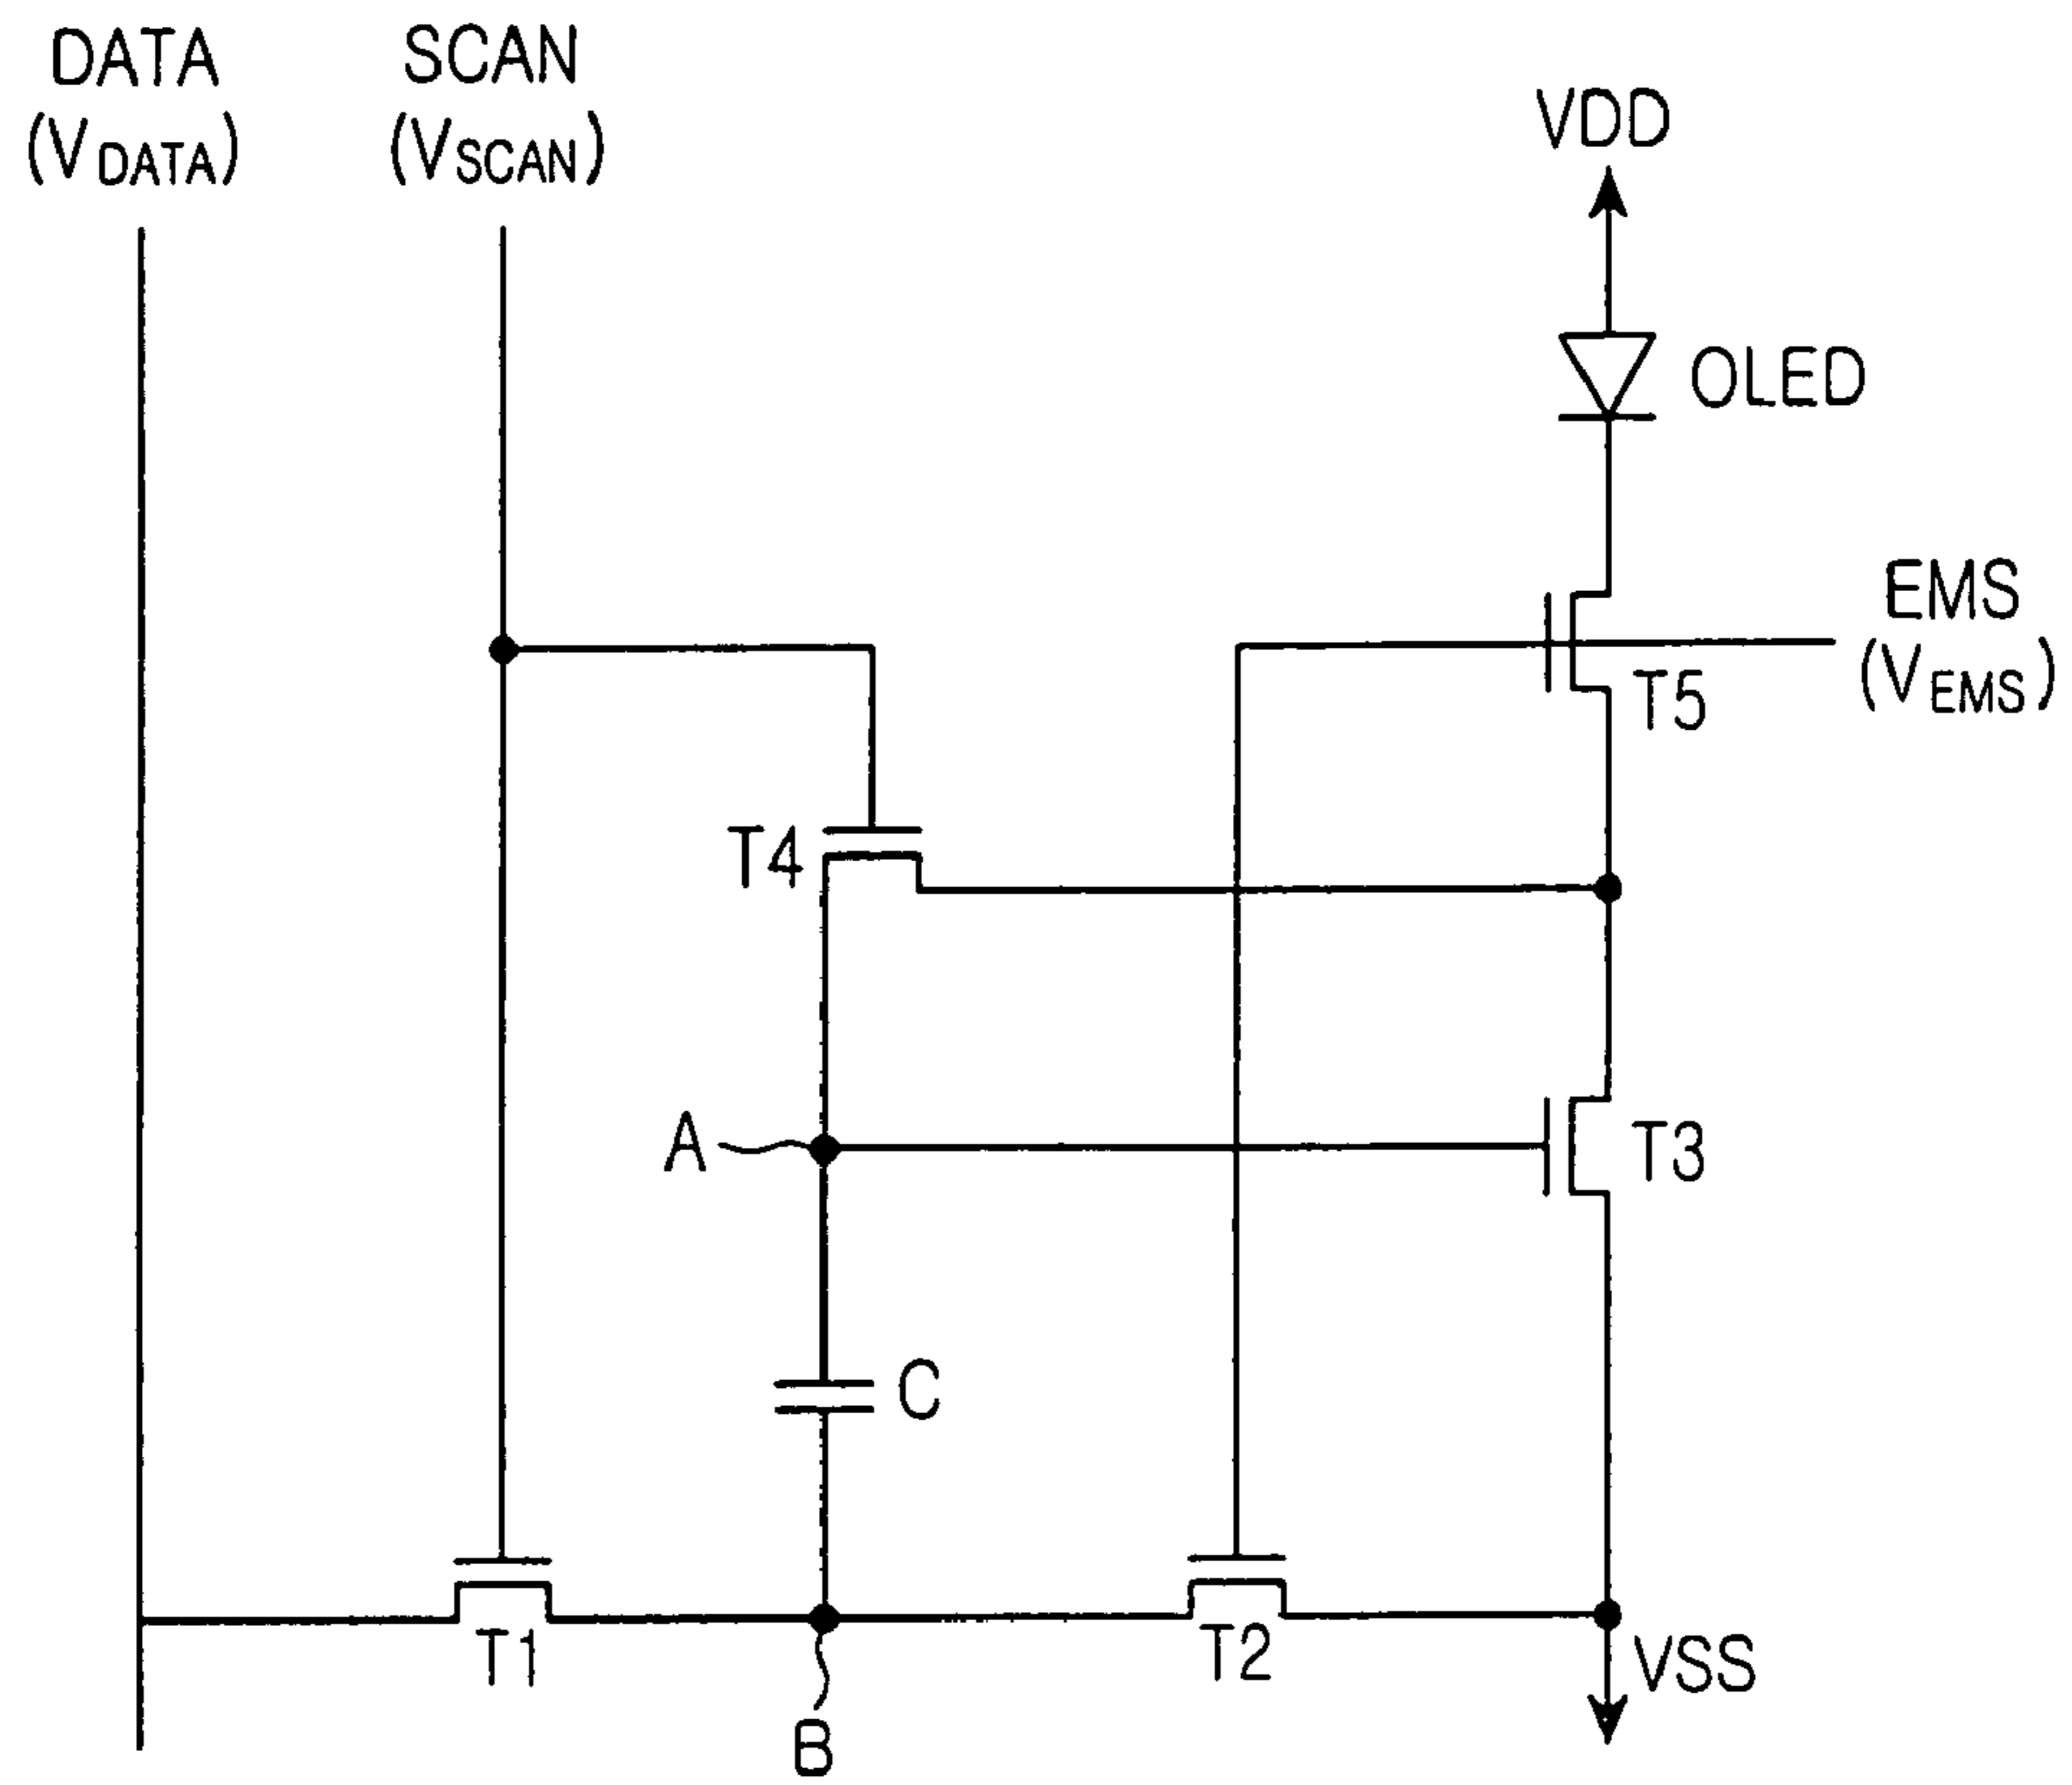 DATA
(VDATA)
SCAN
(VSCAN)
VDD
OLED
EMS
(VEMS)
T5
T4
A
T3
C
T1
T2
VSS
B